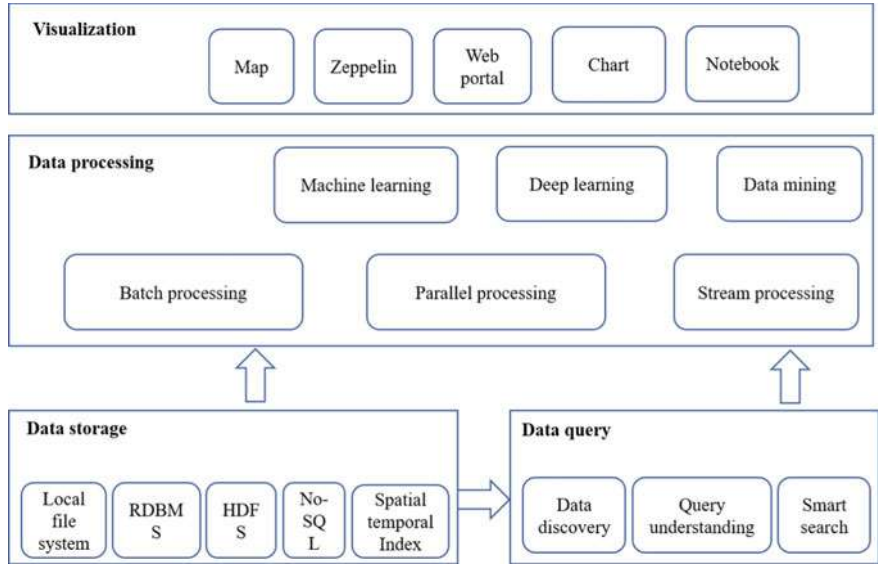 Visualization
Map
Zeppelin
Web
portal
Chart
Notebook
Data processing
Machine learning
Deep learning
Data mining
Batch processing
Parallel processing
Stream processing
Data storage
Local
file
system
RDBM
S
HDF
S
No-
SQ
L
Spatial
temporal
Index
Data query
Data
discovery
Query
understanding
Smart
search